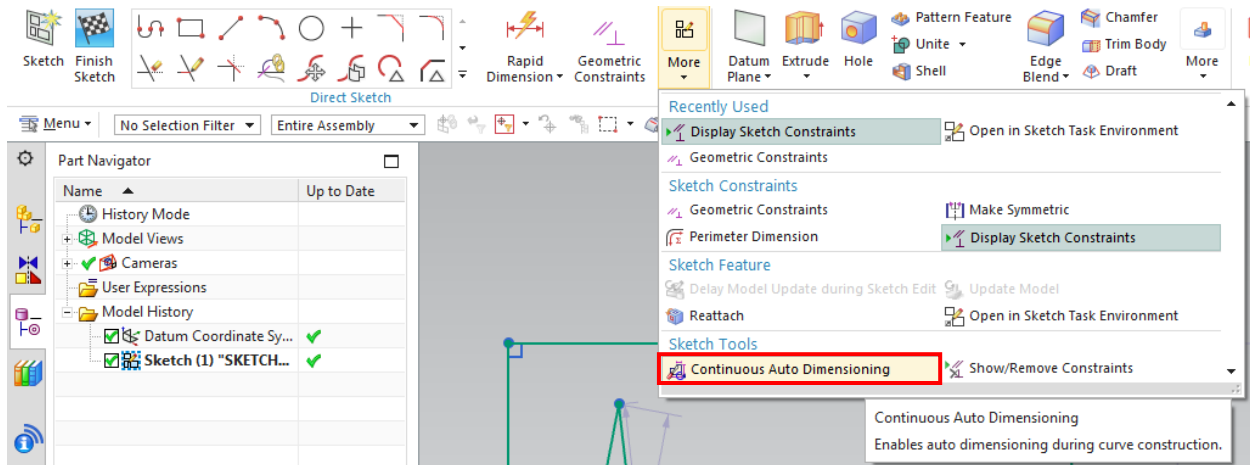 Sketch
Finish Sketch
Direct Sketch
Rapid Dimension
Geometric Constraints
More
Datum Plane
Extrude
Hole
Pattern Feature
Unite
Shell
Edge Blend
Chamfer
Trim Body
Draft
More
Menu
No Selection Filter
Entire Assembly
Part Navigator
Name
Up to Date
History Mode
Model Views
Cameras
User Expressions
Model History
Datum Coordinate Sy...
Sketch (1) "SKETCH...
Recently Used
Display Sketch Constraints
Open in Sketch Task Environment
Geometric Constraints
Sketch Constraints
Geometric Constraints
Make Symmetric
Perimeter Dimension
Display Sketch Constraints
Sketch Feature
Delay Model Update during Sketch Edit
Update Model
Reattach
Open in Sketch Task Environment
Sketch Tools
Continuous Auto Dimensioning
Show/Remove Constraints
Continuous Auto Dimensioning
Enables auto dimensioning during curve construction.